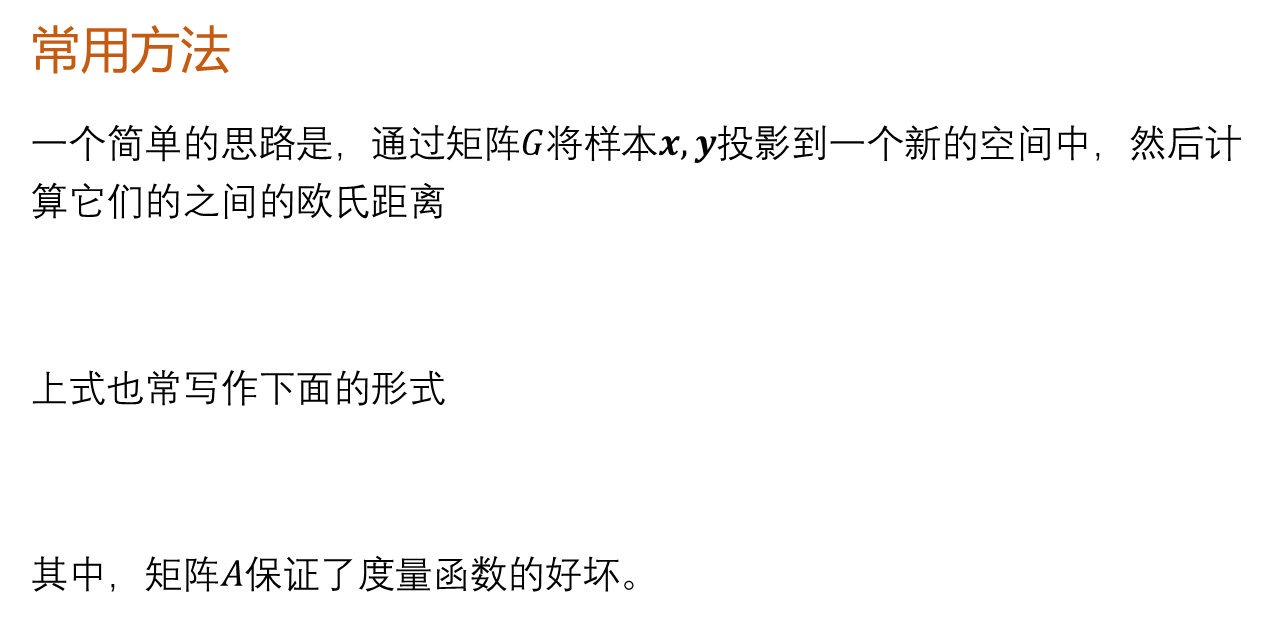 常用方法
一个简单的思路是，通过矩阵G将样本x, y投影到一个新的空间中，然后计
算它们的之间的欧氏距离
上式也常写作下面的形式
其中，矩阵A保证了度量函数的好坏。